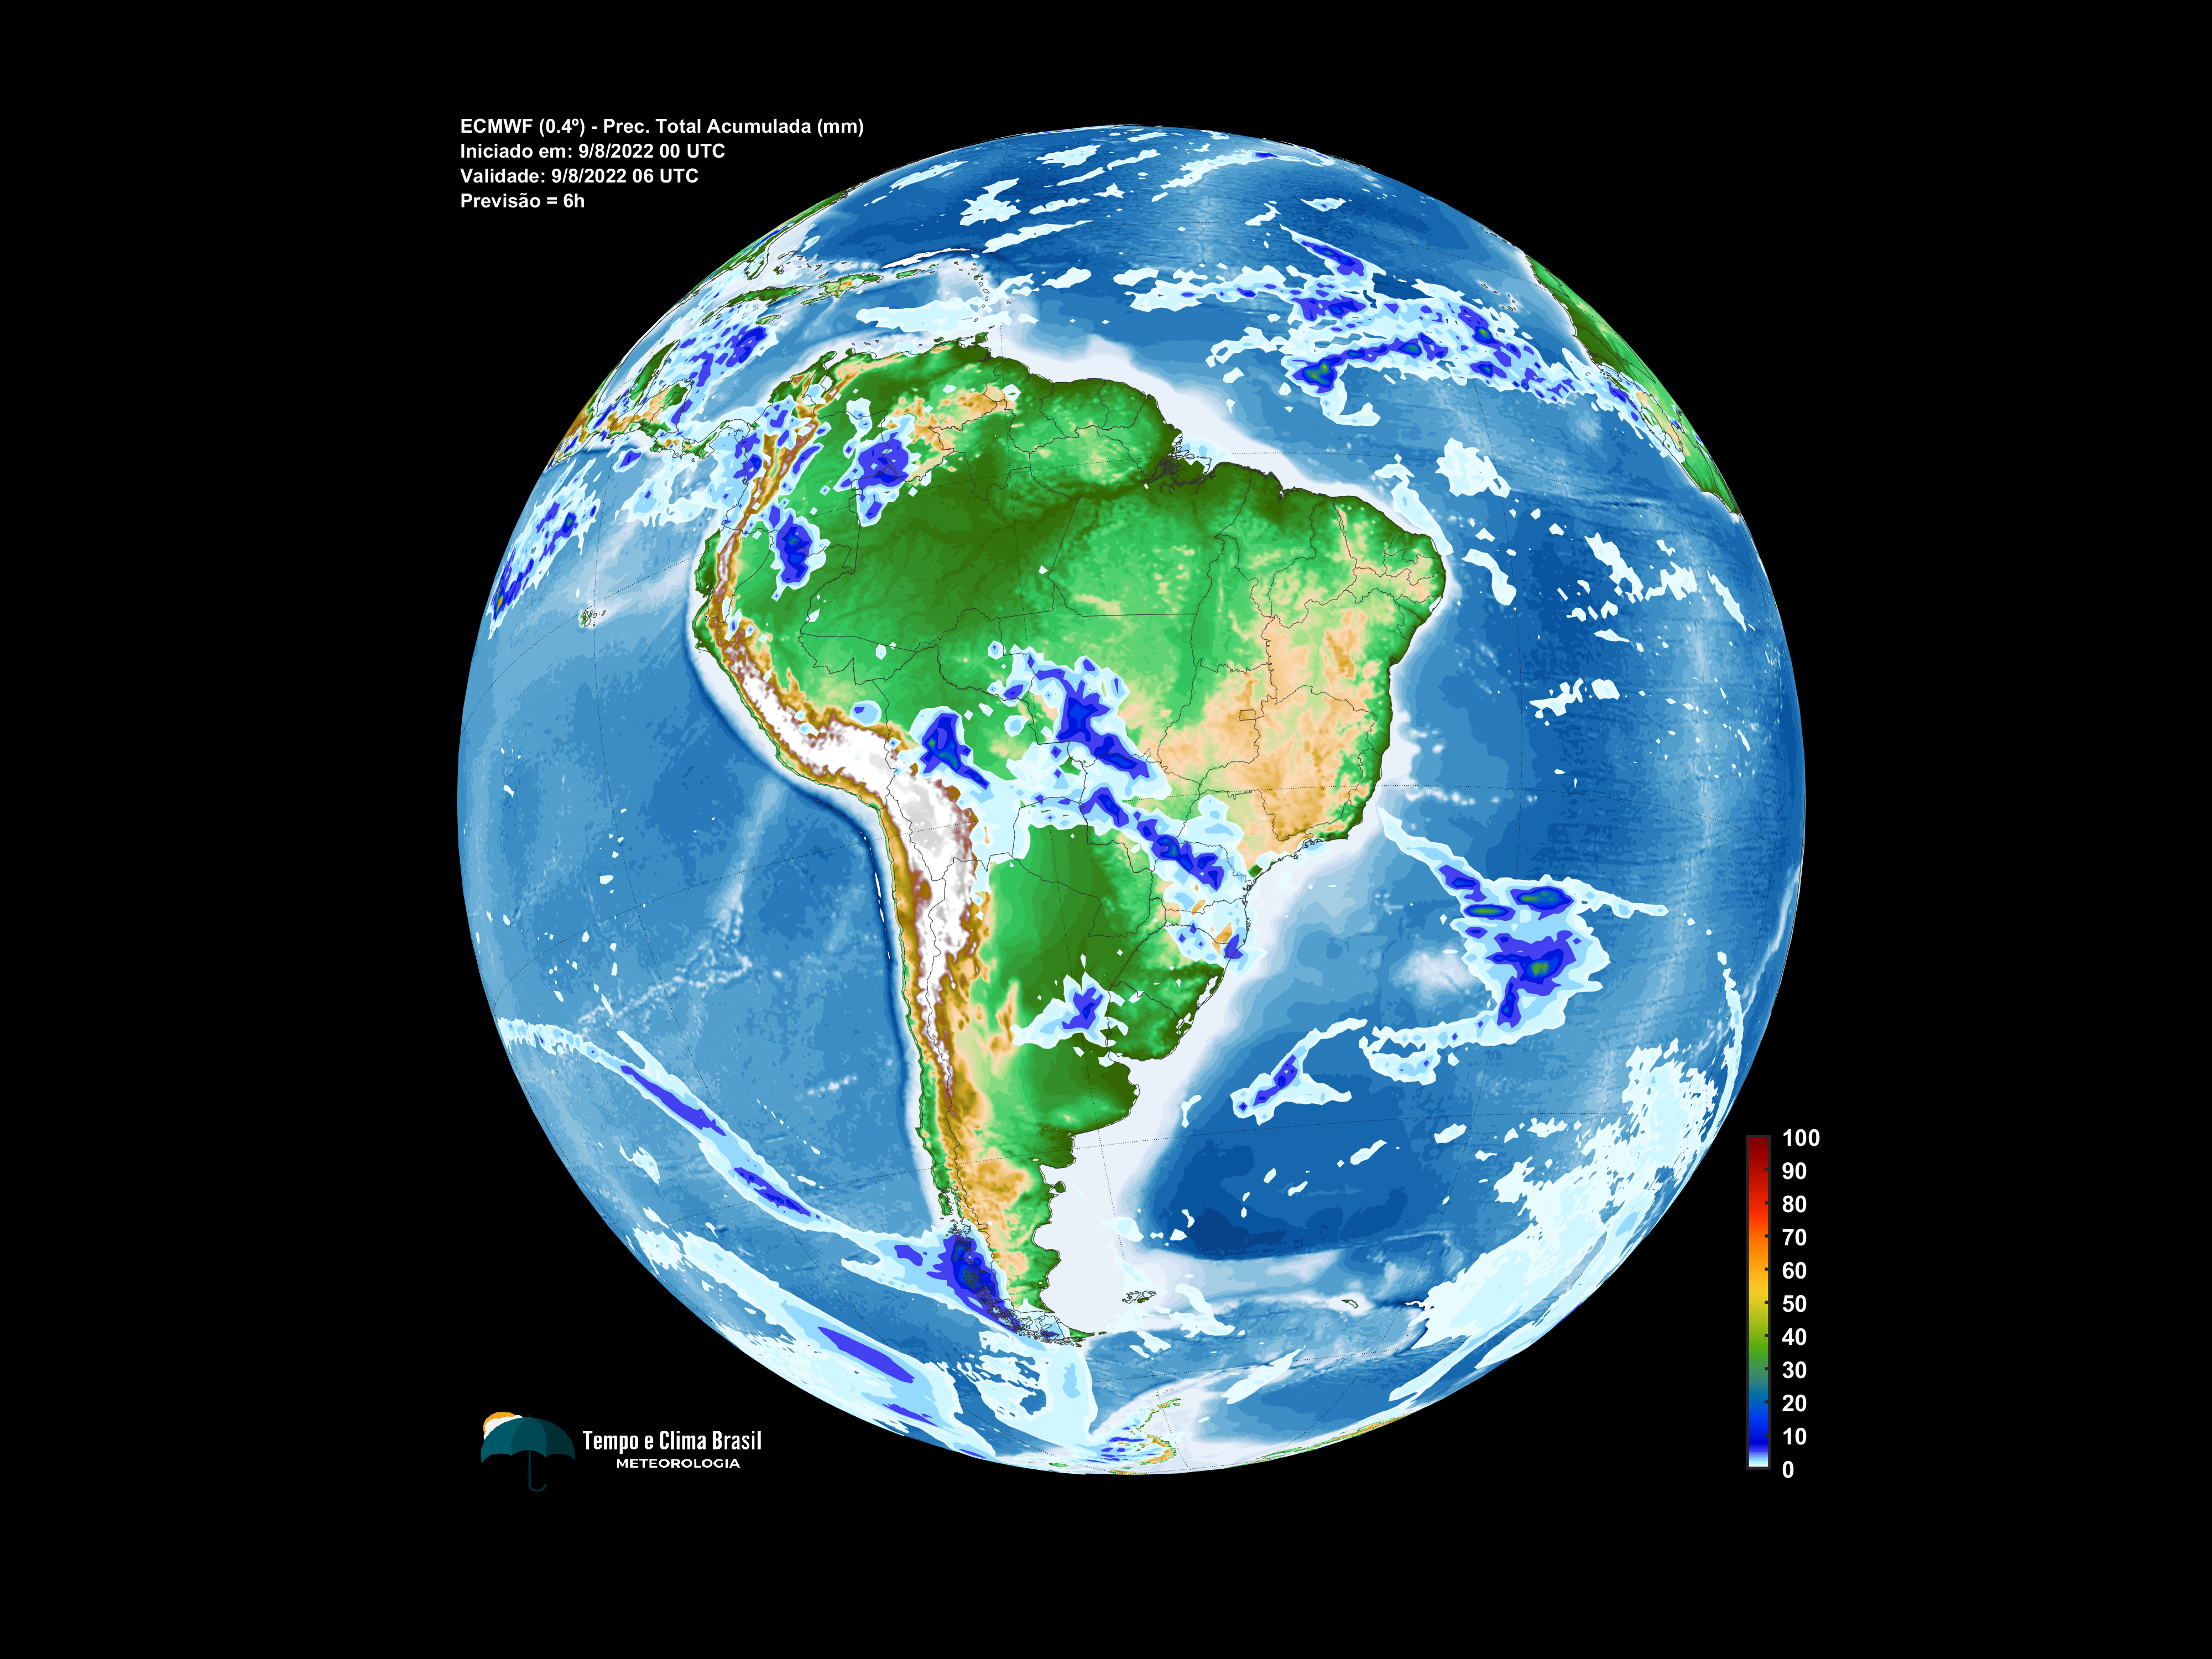 ECMWF (0.4º) - Prec. Total Acumulada (mm)
Iniciado em: 9/8/2022 00 UTC
Validade: 9/8/2022 06 UTC
Previsão = 6h
100
90
80
70
60
50
40
30
20
10
0
Tempo e Clima Brasil
METEOROLOGIA